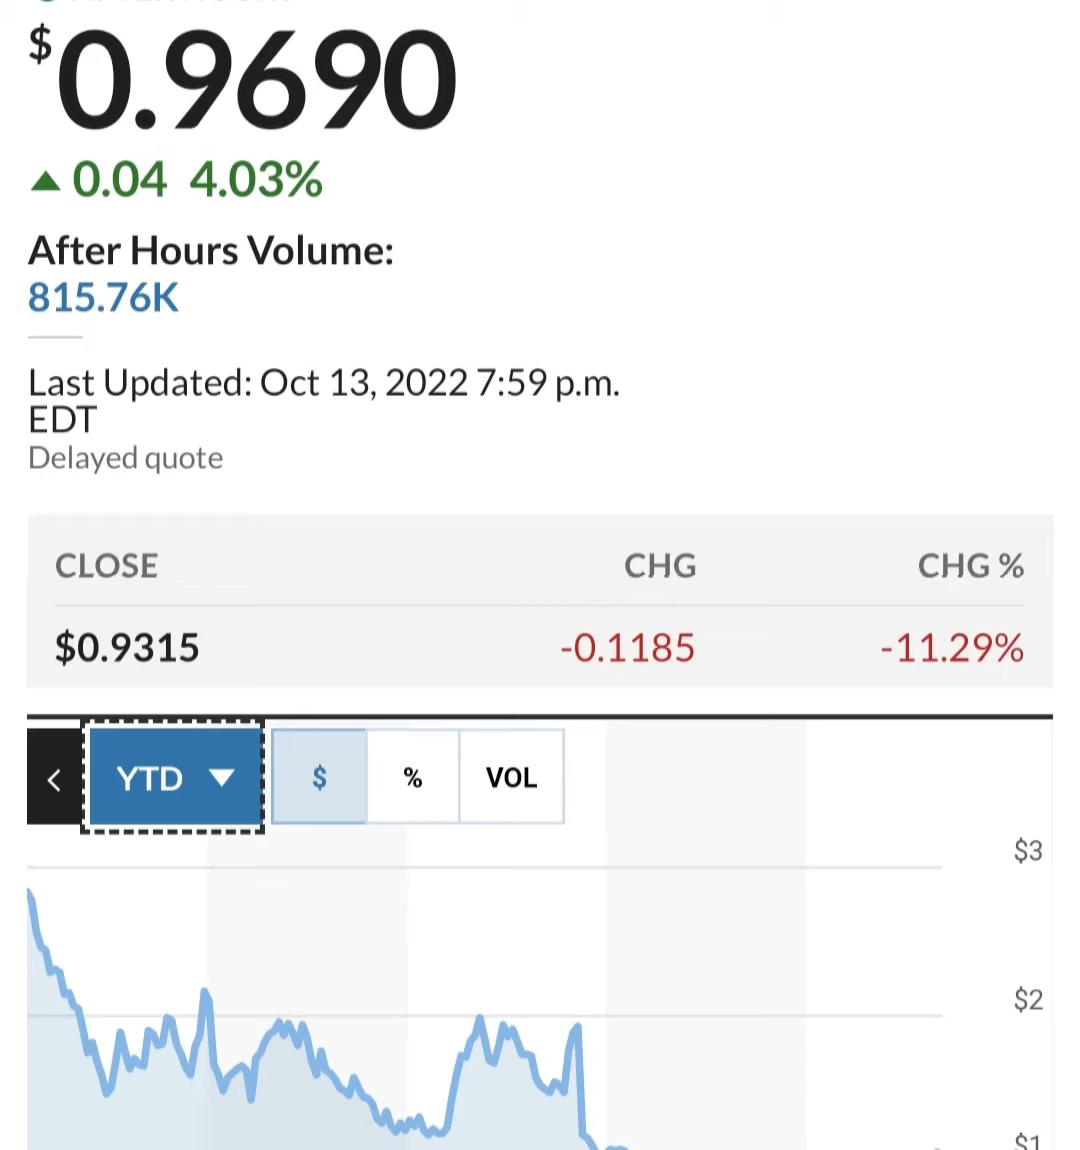 $0.9690
▲ 0.04 4.03%
After Hours Volume:
815.76K
Last Updated: Oct 13, 2022 7:59 p.m.
EDT
Delayed quote
CLOSE CHG CHG %
$0.9315 -0.1185 -11.29%
< YTD ▼ $ % VOL
$3
$2
$1